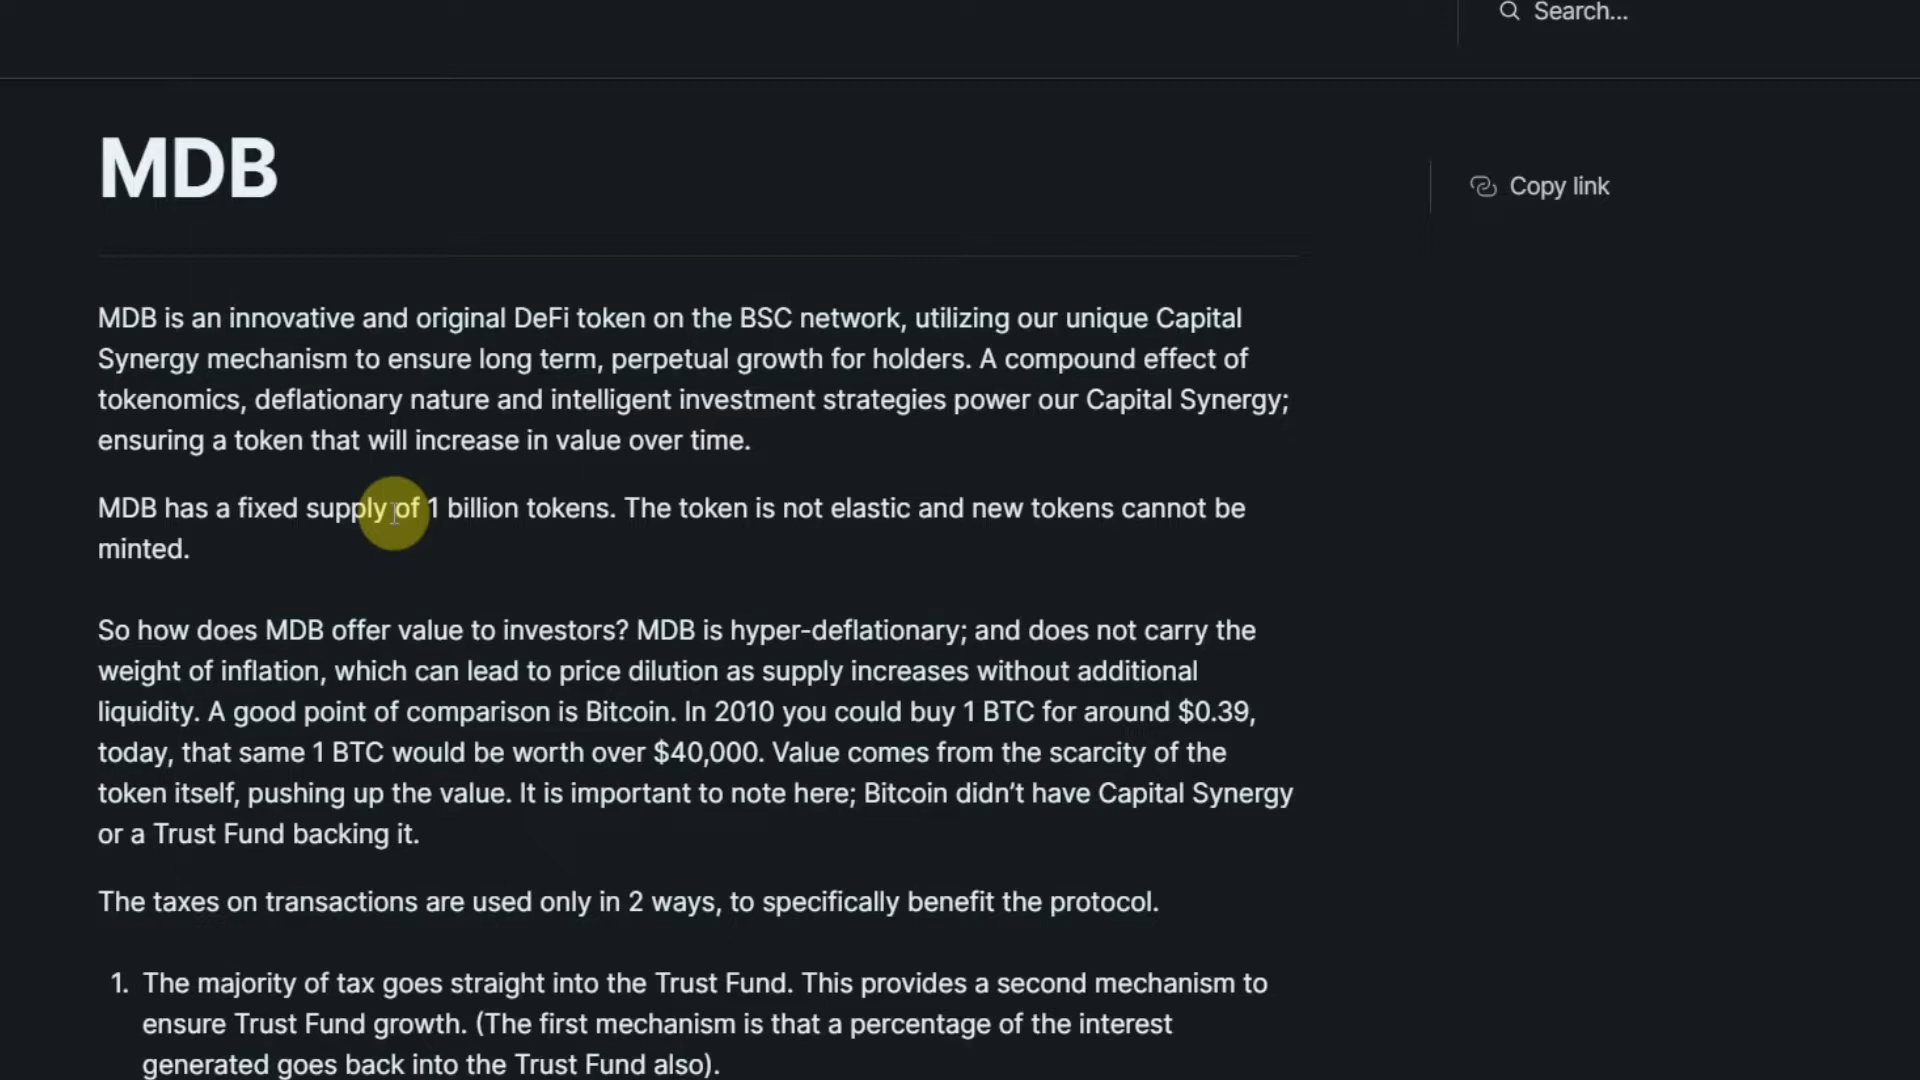 Search...
MDB
Copy link
MDB is an innovative and original DeFi token on the BSC network, utilizing our unique Capital
Synergy mechanism to ensure long term, perpetual growth for holders. A compound effect of
tokenomics, deflationary nature and intelligent investment strategies power our Capital Synergy;
ensuring a token that will increase in value over time.
MDB has a fixed supply of 1 billion tokens. The token is not elastic and new tokens cannot be
minted.
So how does MDB offer value to investors? MDB is hyper-deflationary; and does not carry the
weight of inflation, which can lead to price dilution as supply increases without additional
liquidity. A good point of comparison is Bitcoin. In 2010 you could buy 1 BTC for around $0.39,
today, that same 1 BTC would be worth over $40,000. Value comes from the scarcity of the
token itself, pushing up the value. It is important to note here; Bitcoin didn’t have Capital Synergy
or a Trust Fund backing it.
The taxes on transactions are used only in 2 ways, to specifically benefit the protocol.
1. The majority of tax goes straight into the Trust Fund. This provides a second mechanism to
ensure Trust Fund growth. (The first mechanism is that a percentage of the interest
generated goes back into the Trust Fund also).